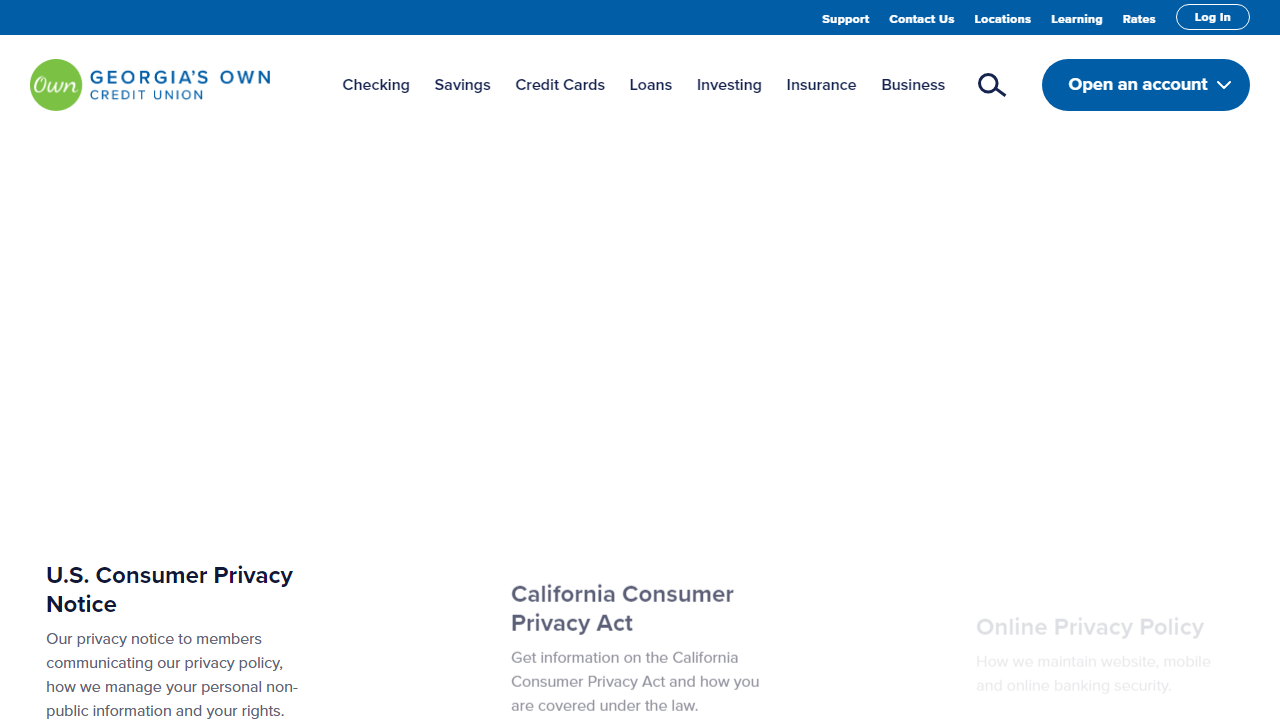 Support Contact Us Locations Learning Rates Log In
Own GEORGIA'S OWN
CREDIT UNION
Checking Savings Credit Cards Loans Investing Insurance Business Open an account
U.S. Consumer Privacy
Notice
Our privacy notice to members
communicating our privacy policy,
how we manage your personal non-
public information and your rights.
California Consumer
Privacy Act
Get information on the California
Consumer Privacy Act and how you
are covered under the law.
Online Privacy Policy
How we maintain website, mobile
and online banking security.